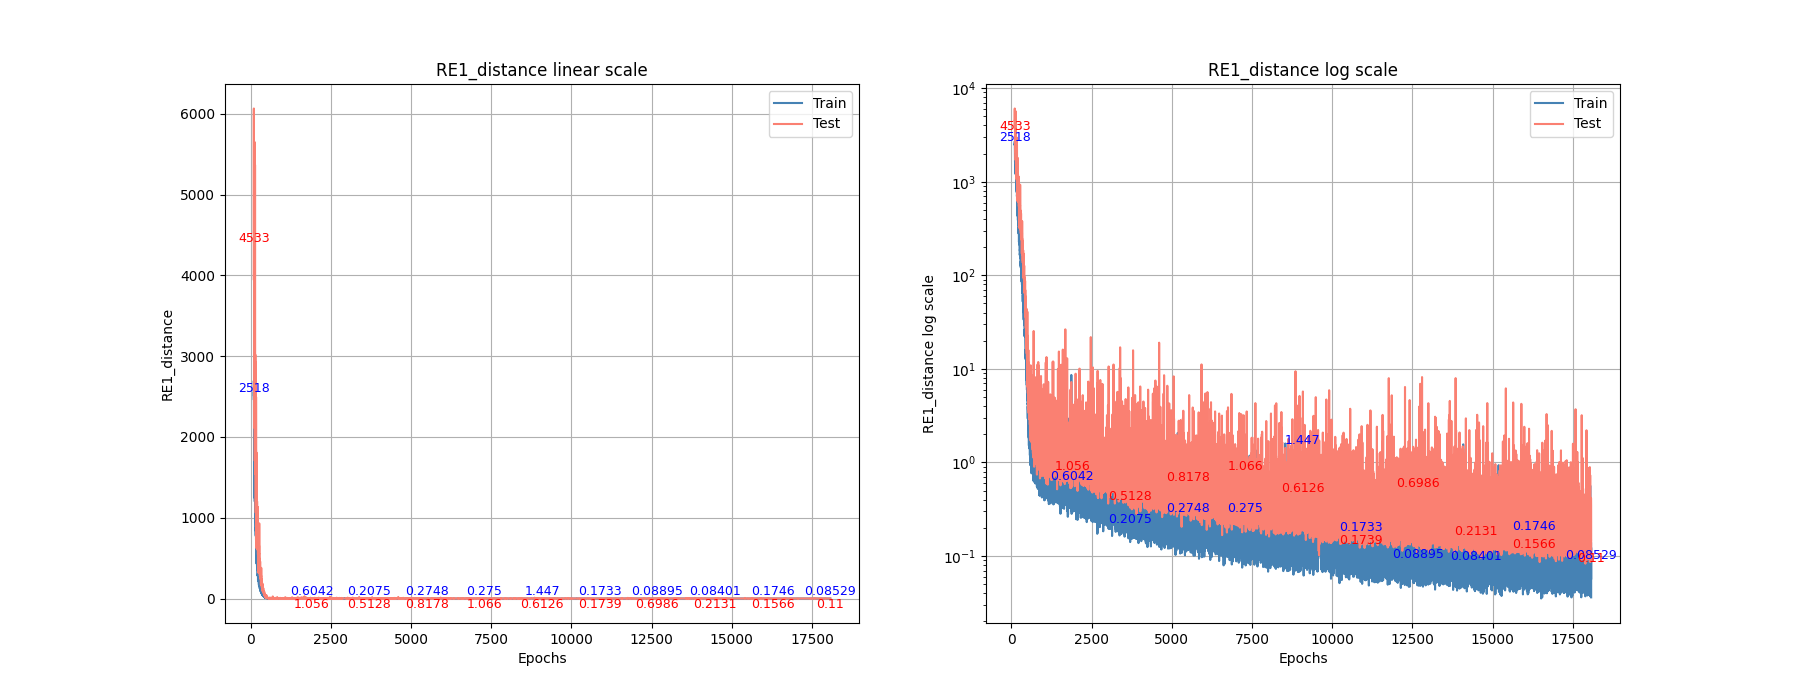 RE1_distance linear scale
Train
Test
6000
5000
4000
3000
2000
1000
0
RE1_distance
4533
2518
0.6042 0.2075 0.2748 0.275 1.447 0.1733 0.08895 0.08401 0.1746 0.08529
1.056 0.5128 0.8178 1.066 0.6126 0.1739 0.6986 0.2131 0.1566 0.11
0 2500 5000 7500 10000 12500 15000 17500
Epochs
RE1_distance log scale
Train
Test
10^4
10^3
10^2
10^1
10^0
10^-1
RE1_distance log scale
4533
2518
1.447
1.056 1.066
0.6042 0.8178 0.6126 0.6986
0.5128
0.2075 0.2748 0.275
0.1733 0.2131 0.1746
0.1739 0.1566
0.08895 0.08401 0.08529
0.11
0 2500 5000 7500 10000 12500 15000 17500
Epochs